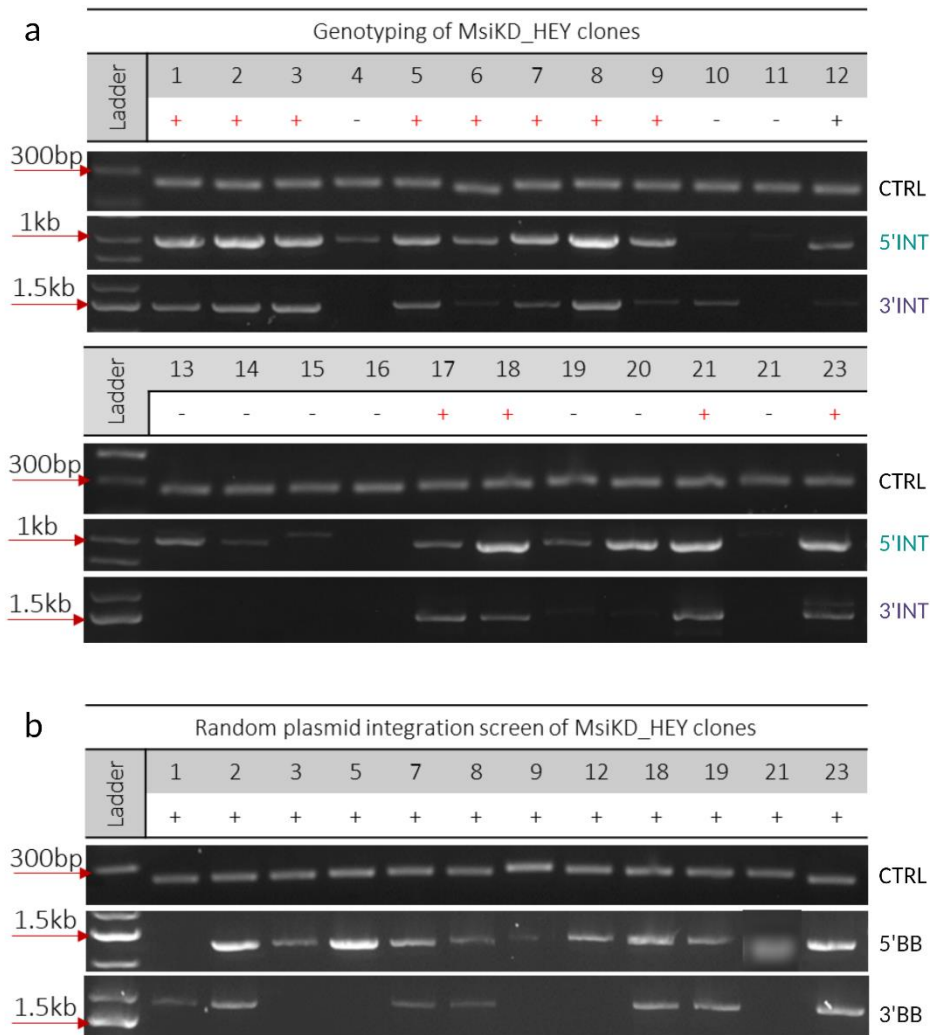 a
Genotyping of MsiKD_HEY clones
Ladder 1 2 3 4 5 6 7 8 9 10 11 12
+ + + - + + + + + - - +
300bp CTRL
1kb 5'INT
1.5kb 3'INT
Ladder 13 14 15 16 17 18 19 20 21 21 23
- - - - + + - - + - +
300bp CTRL
1kb 5'INT
1.5kb 3'INT
b
Random plasmid integration screen of MsiKD_HEY clones
Ladder 1 2 3 5 7 8 9 12 18 19 21 23
+ + + + + + + + + + + +
300bp CTRL
1.5kb 5'BB
1.5kb 3'BB